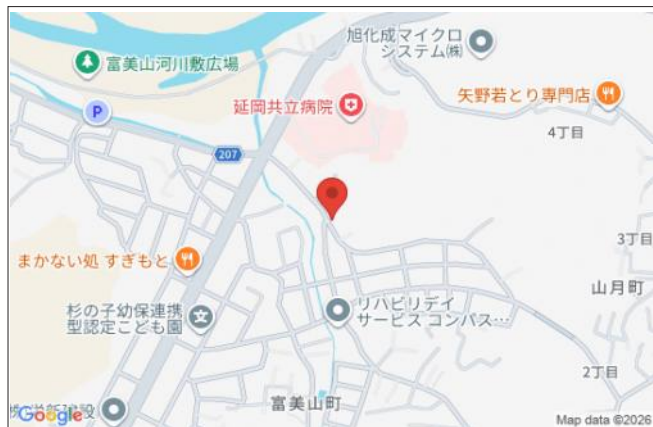 旭化成マイクロ
システム㈱
富美山河川敷広場
延岡共立病院
矢野若とり専門店
P
4丁目
207
3丁目
まかない処 すぎもと
山月町
杉の子幼保連携
型認定こども園
リハビリデイ
サービス コンパス…
2丁目
富美山町
Google
Map data ©2026